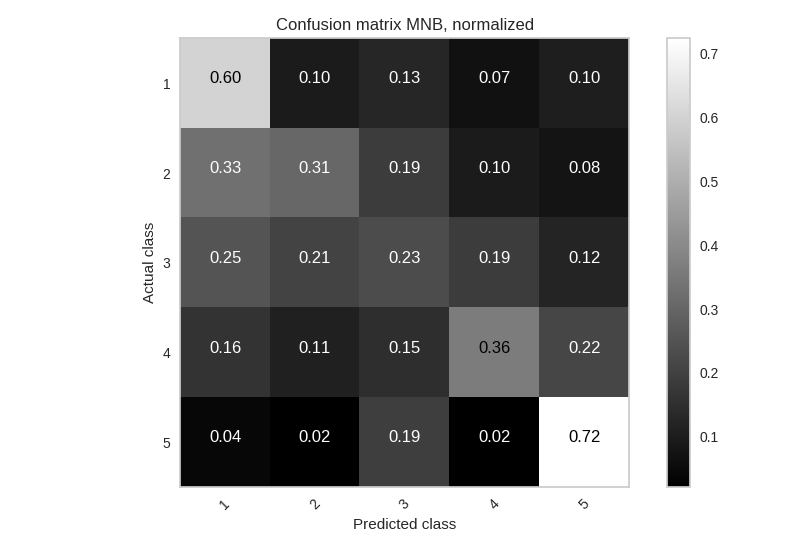 Confusion matrix MNB, normalized
1 0.60 0.10 0.13 0.07 0.10
2 0.33 0.31 0.19 0.10 0.08
3 0.25 0.21 0.23 0.19 0.12
4 0.16 0.11 0.15 0.36 0.22
5 0.04 0.02 0.19 0.02 0.72
1 2 3 4 5
Predicted class
Actual class
0.7
0.6
0.5
0.4
0.3
0.2
0.1